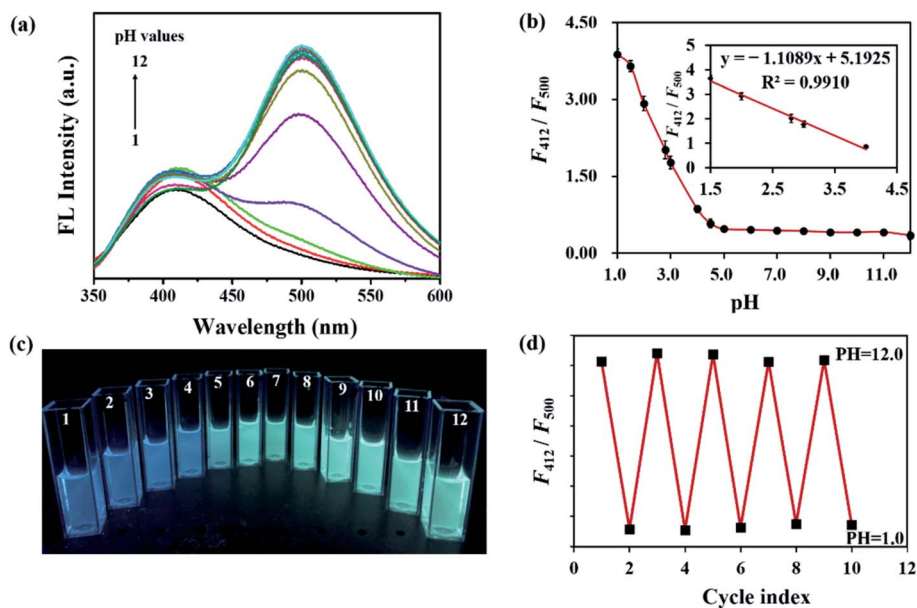 (a)
pH values
12
1
FL Intensity (a.u.)
350 400 450 500 550 600
Wavelength (nm)
(b)
4.50
3.00
1.50
0.00
F412 / F500
1.0 3.0 5.0 7.0 9.0 11.0
pH
5
4
3
2
1
0
F412 / F500
y = − 1.1089x + 5.1925
R² = 0.9910
1.5 2.5 3.5 4.5
(c)
1 2 3 4 5 6 7 8 9 10 11 12
(d)
F412 / F500
PH=12.0
PH=1.0
0 2 4 6 8 10 12
Cycle index